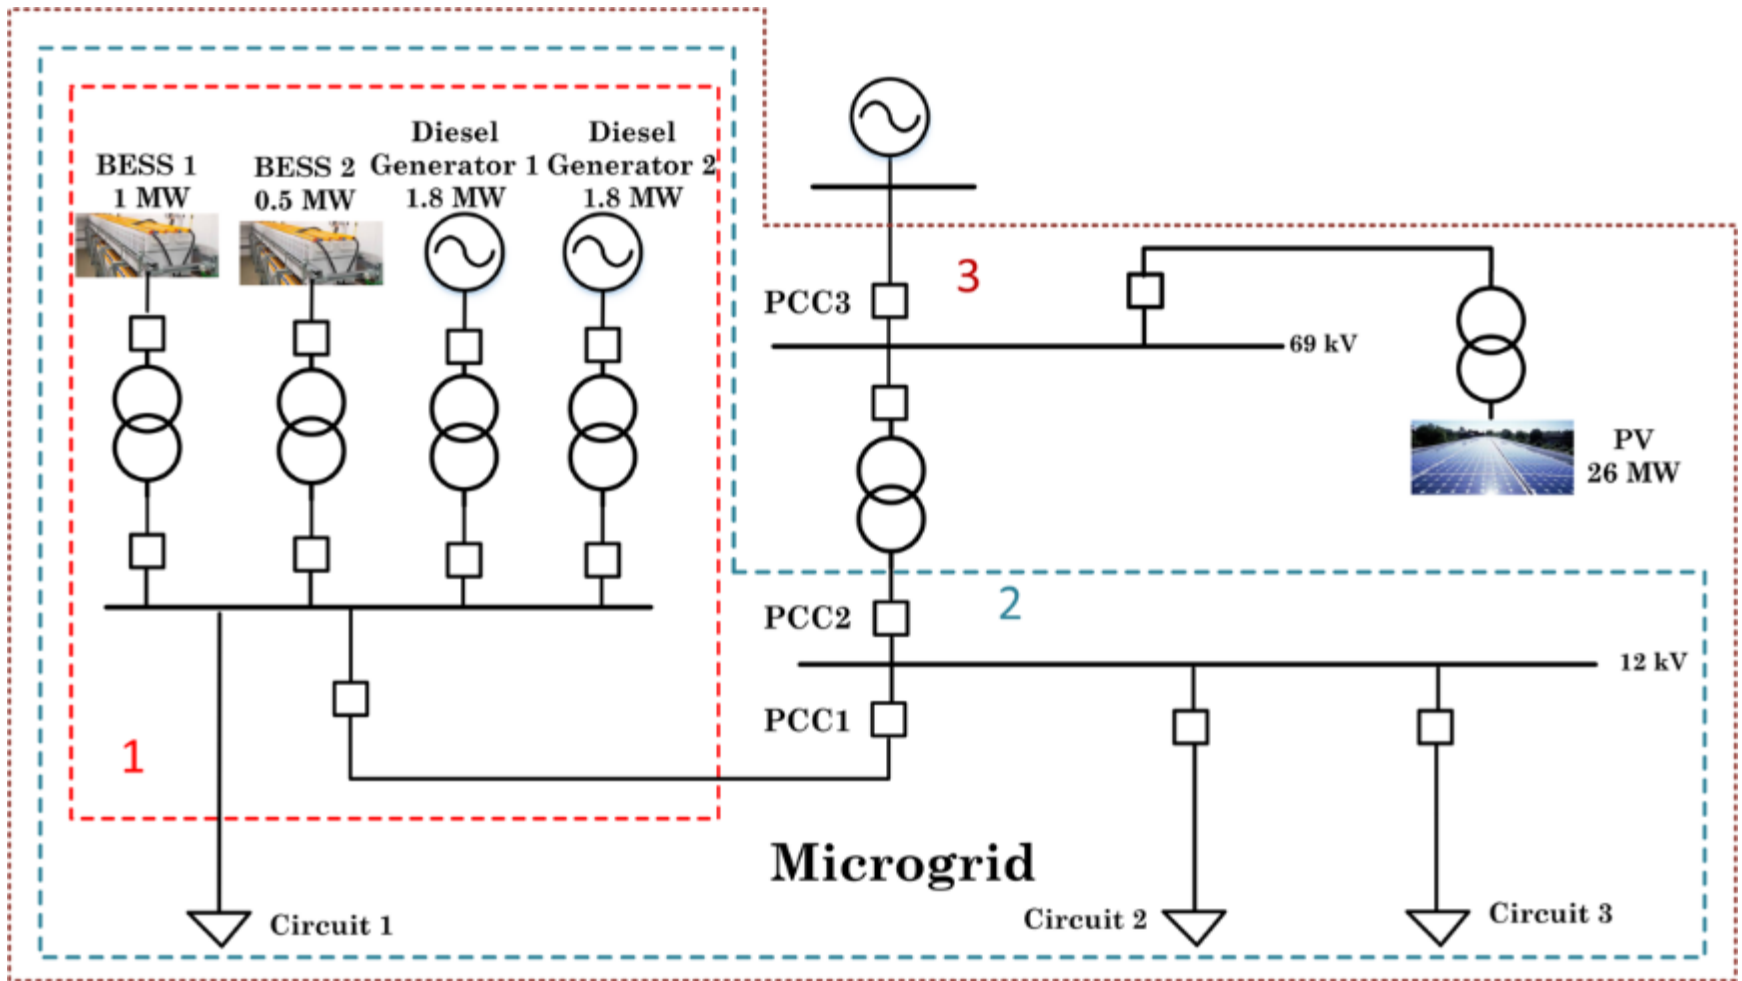 BESS 1
1 MW
BESS 2
0.5 MW
Diesel
Generator 1
1.8 MW
Diesel
Generator 2
1.8 MW
PCC3
3
69 kV
PV
26 MW
PCC2
2
12 kV
PCC1
1
Microgrid
Circuit 1
Circuit 2
Circuit 3